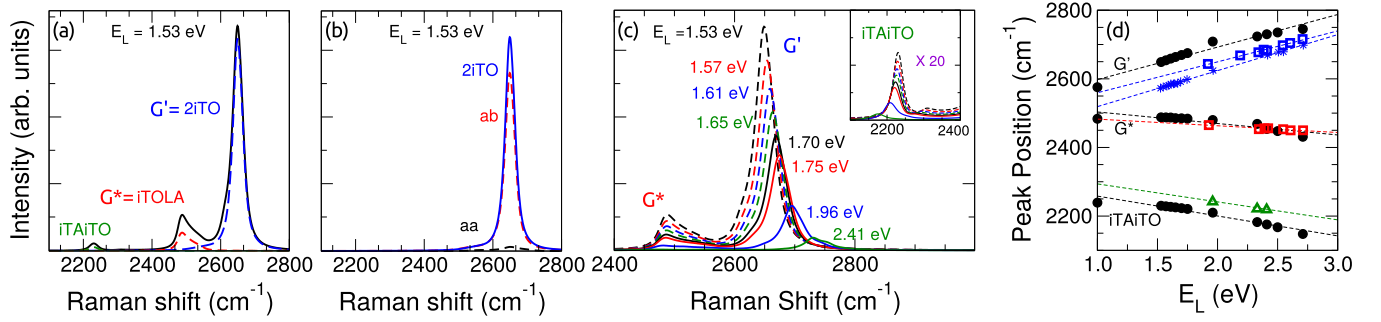 Intensity (arb. units)
(a)
E_L = 1.53 eV
G'= 2iTO
G*= iTOLA
iTAiTO
2200 2400 2600 2800
Raman shift (cm⁻¹)
(b)
E_L = 1.53 eV
2iTO
ab
aa
2200 2400 2600 2800
Raman shift (cm⁻¹)
(c)
E_L =1.53 eV
G'
1.57 eV
1.61 eV
1.65 eV
1.70 eV
1.75 eV
1.96 eV
2.41 eV
G*
iTAiTO
X 20
2200 2400
2400 2600 2800
Raman Shift (cm⁻¹)
(d)
Peak Position (cm⁻¹)
2800
2600
2400
2200
G'
G*
iTAiTO
1.0 1.5 2.0 2.5 3.0
E_L (eV)